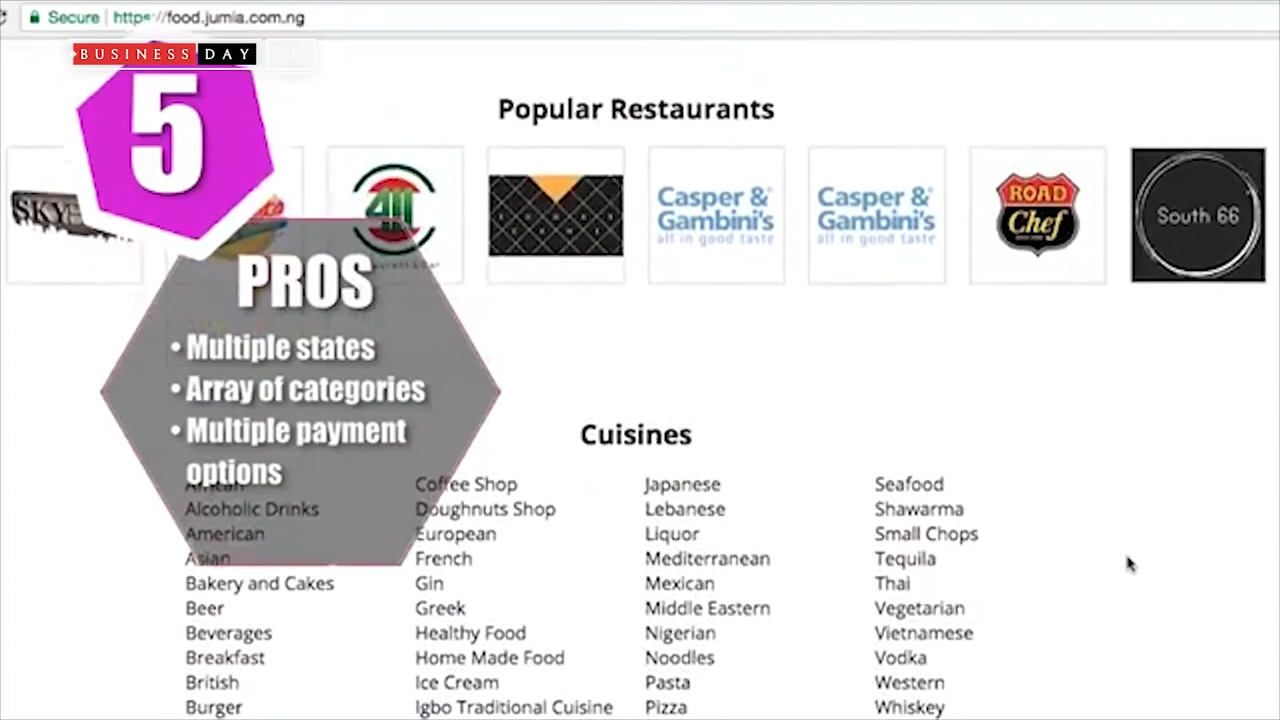 Secure | https://food.jumia.com.ng
BUSINESS DAY
5
Popular Restaurants
SKY
411
Casper & Gambini's
all in good taste
Casper & Gambini's
all in good taste
ROAD
Chef
South 66
PROS
• Multiple states
• Array of categories
• Multiple payment
options
Cuisines
African
Coffee Shop
Japanese
Seafood
Alcoholic Drinks
Doughnuts Shop
Lebanese
Shawarma
American
European
Liquor
Small Chops
Asian
French
Mediterranean
Tequila
Bakery and Cakes
Gin
Mexican
Thai
Beer
Greek
Middle Eastern
Vegetarian
Beverages
Healthy Food
Nigerian
Vietnamese
Breakfast
Home Made Food
Noodles
Vodka
British
Ice Cream
Pasta
Western
Burger
Igbo Traditional Cuisine
Pizza
Whiskey